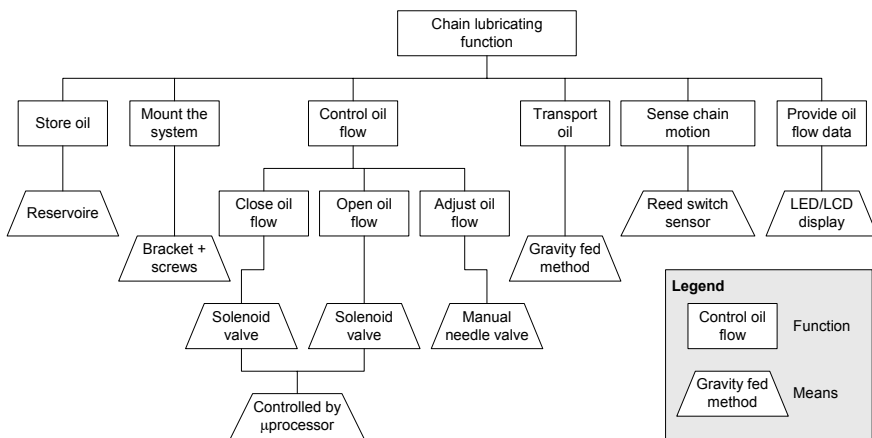 Chain lubricating
function
Store oil
Mount the
system
Control oil
flow
Transport
oil
Sense chain
motion
Provide oil
flow data
Close oil
flow
Open oil
flow
Adjust oil
flow
Reservoire
Bracket +
screws
Gravity fed
method
Reed switch
sensor
LED/LCD
display
Solenoid
valve
Solenoid
valve
Manual
needle valve
Controlled by
µprocessor
Legend
Control oil
flow
Function
Gravity fed
method
Means